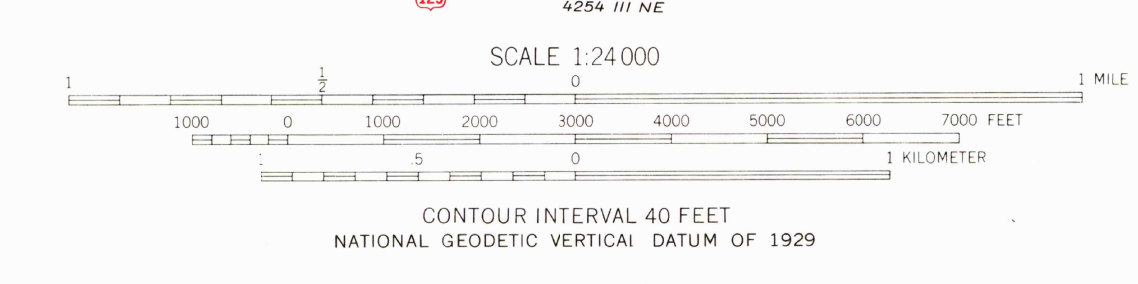 123
4254 III NE
SCALE 1:24 000
1 1/2 0 1 MILE
1000 0 1000 2000 3000 4000 5000 6000 7000 FEET
1 .5 0 1 KILOMETER
CONTOUR INTERVAL 40 FEET
NATIONAL GEODETIC VERTICAL DATUM OF 1929